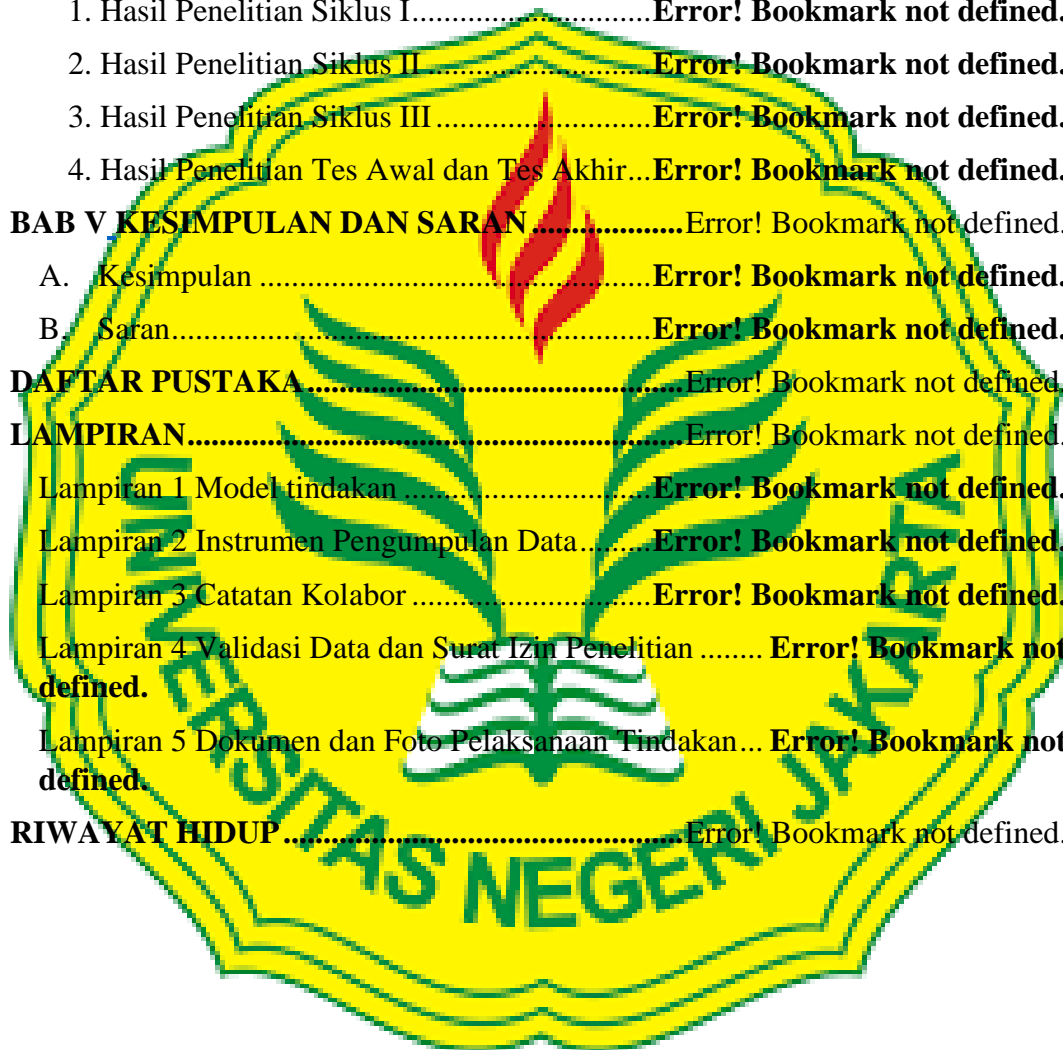 1. Hasil Penelitian Siklus I..............................Error! Bookmark not defined.
2. Hasil Penelitian Siklus II ............................Error! Bookmark not defined.
3. Hasil Penelitian Siklus III ...........................Error! Bookmark not defined.
4. Hasil Penelitian Tes Awal dan Tes Akhir...Error! Bookmark not defined.
BAB V KESIMPULAN DAN SARAN ...................Error! Bookmark not defined.
A. Kesimpulan .................................................Error! Bookmark not defined.
B. Saran............................................................Error! Bookmark not defined.
DAFTAR PUSTAKA ...............................................Error! Bookmark not defined.
LAMPIRAN..............................................................Error! Bookmark not defined.
Lampiran 1 Model tindakan ...............................Error! Bookmark not defined.
Lampiran 2 Instrumen Pengumpulan Data.........Error! Bookmark not defined.
Lampiran 3 Catatan Kolabor ..............................Error! Bookmark not defined.
Lampiran 4 Validasi Data dan Surat Izin Penelitian ........ Error! Bookmark not
defined.
Lampiran 5 Dokumen dan Foto Pelaksanaan Tindakan... Error! Bookmark not
defined.
RIWAYAT HIDUP ..................................................Error! Bookmark not defined.
UNIVERSITAS NEGERI JAKARTA